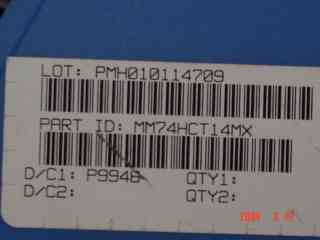 LOT: PMH010114709
PART ID: MM74HCT14MX
D/C1: P9948 QTY1:
D/C2: QTY2: